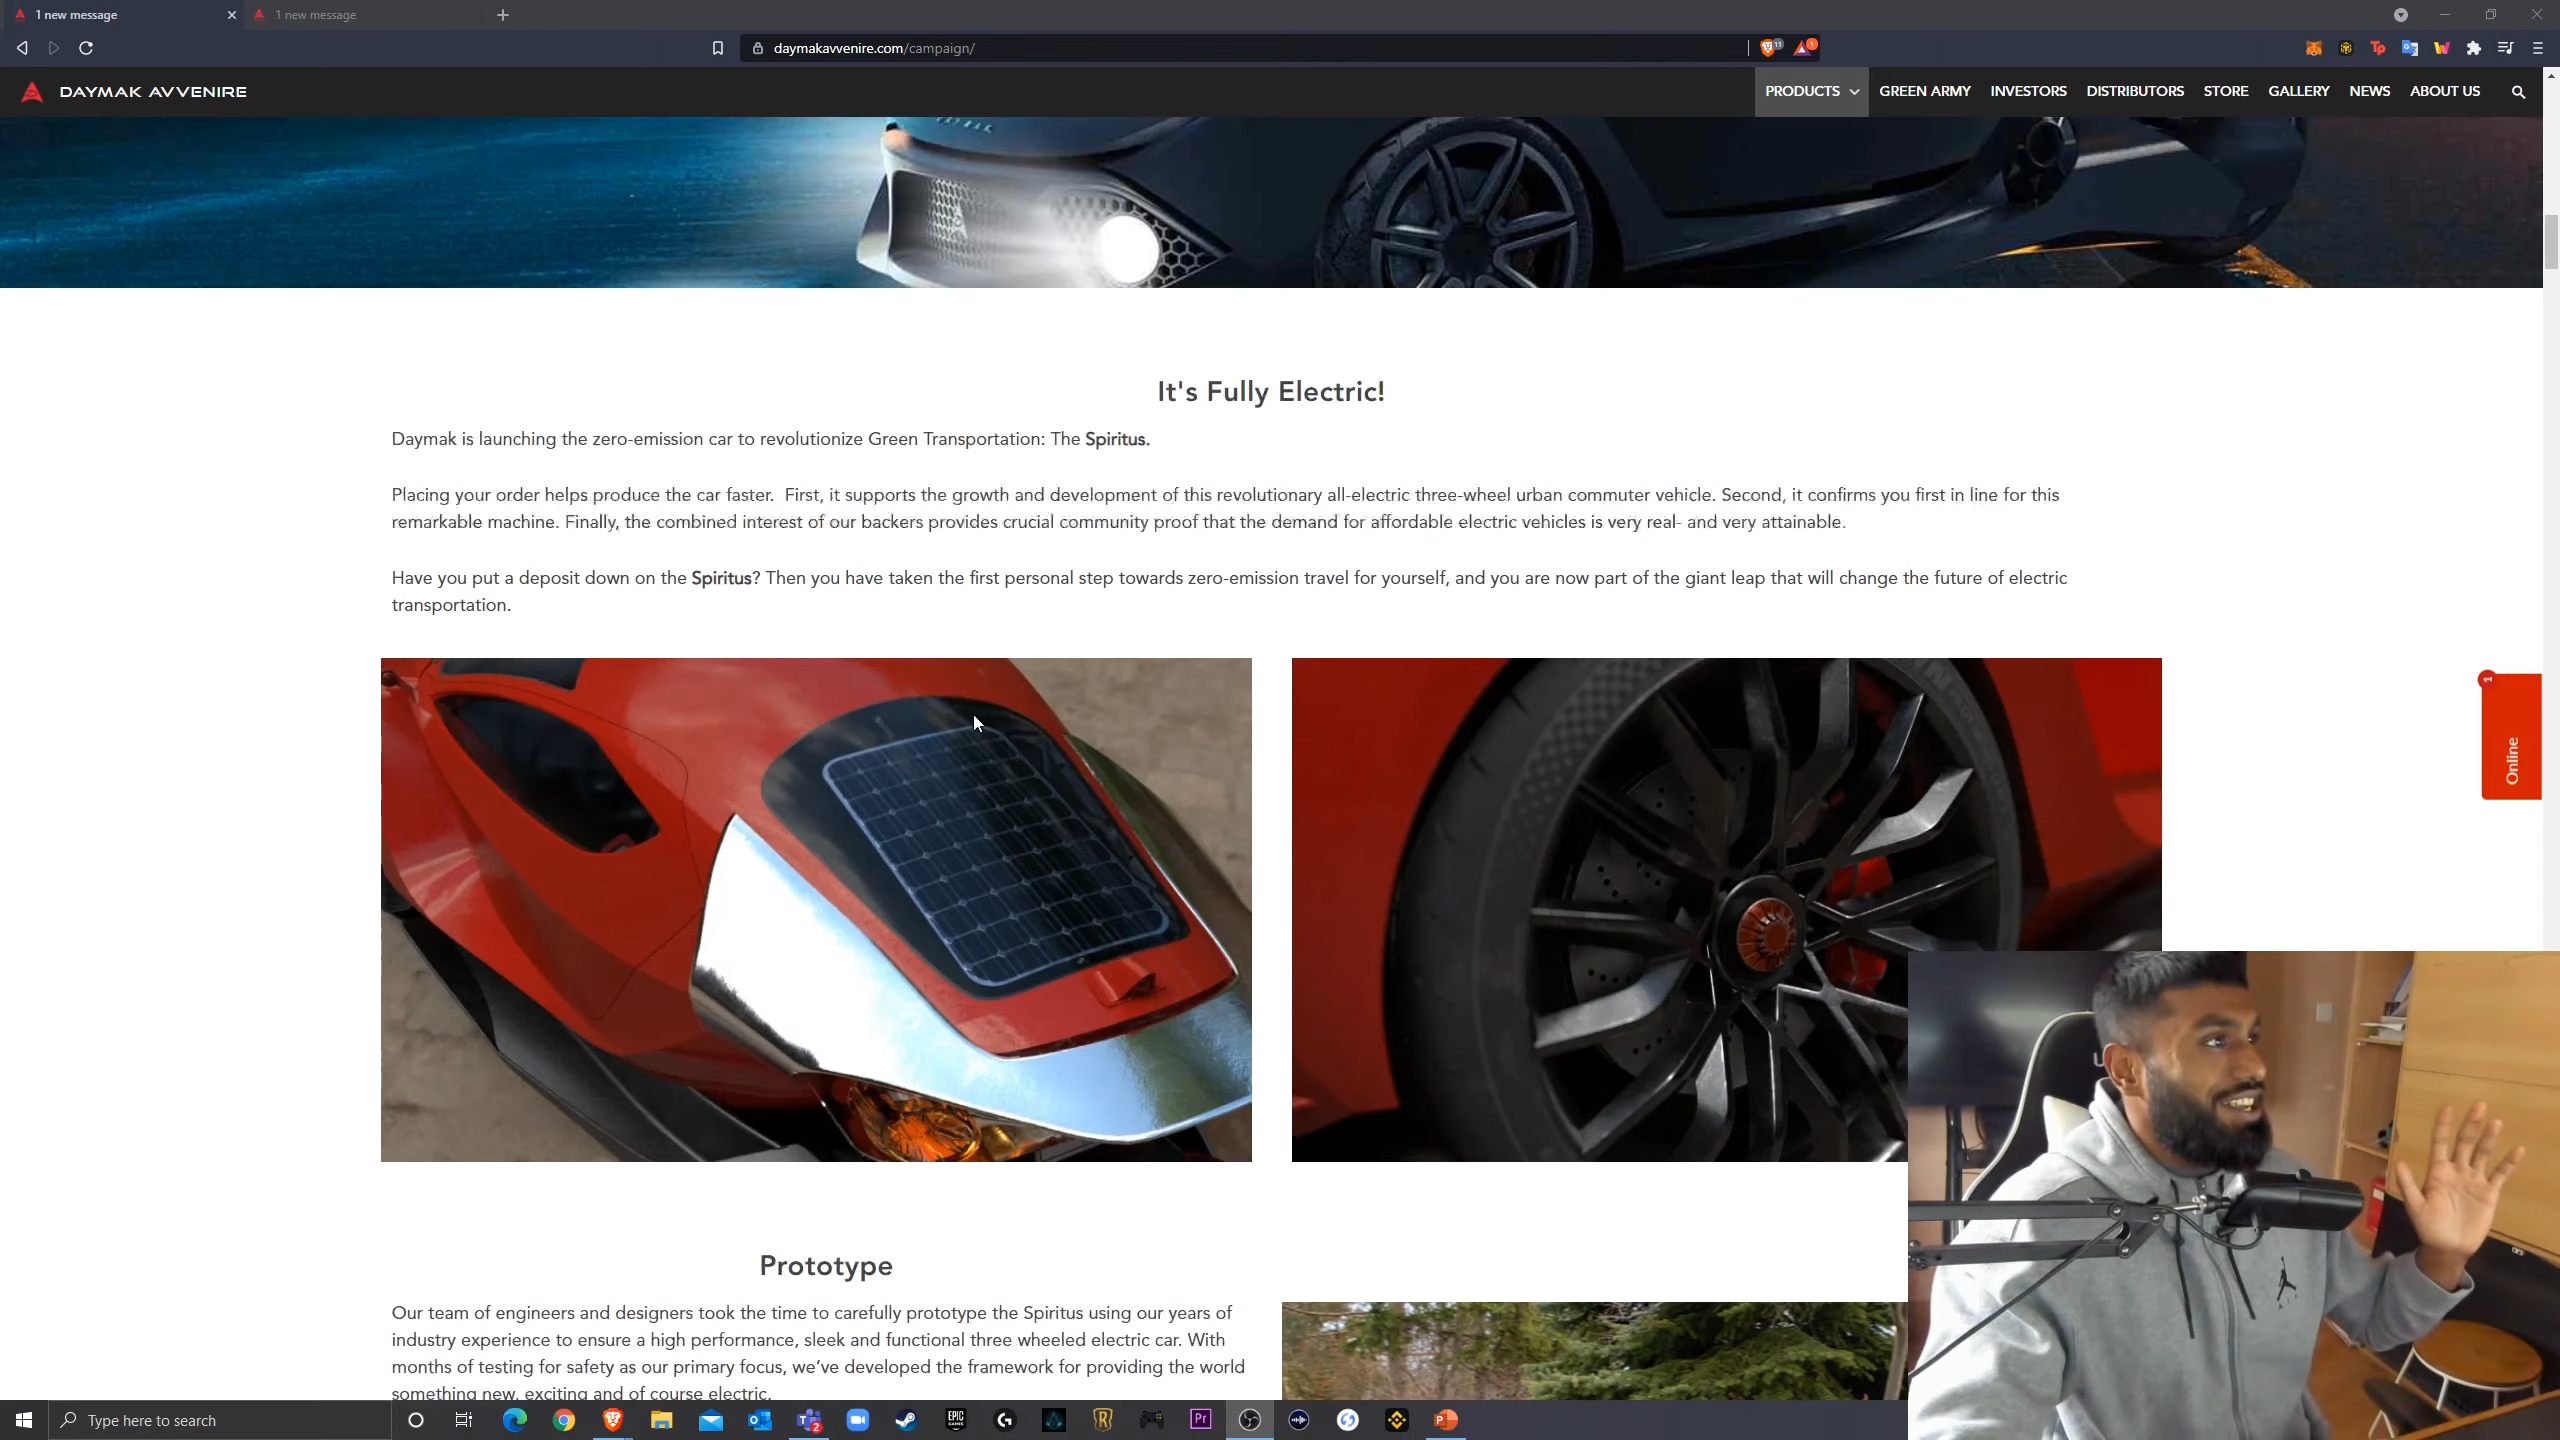 1 new message
1 new message
daymakavvenire.com/campaign/
11
1
DAYMAK AVVENIRE
PRODUCTS
GREEN ARMY
INVESTORS
DISTRIBUTORS
STORE
GALLERY
NEWS
ABOUT US
It's Fully Electric!
Daymak is launching the zero-emission car to revolutionize Green Transportation: The Spiritus.
Placing your order helps produce the car faster. First, it supports the growth and development of this revolutionary all-electric three-wheel urban commuter vehicle. Second, it confirms you first in line for this
remarkable machine. Finally, the combined interest of our backers provides crucial community proof that the demand for affordable electric vehicles is very real- and very attainable.
Have you put a deposit down on the Spiritus? Then you have taken the first personal step towards zero-emission travel for yourself, and you are now part of the giant leap that will change the future of electric
transportation.
1
Online
Prototype
Our team of engineers and designers took the time to carefully prototype the Spiritus using our years of
industry experience to ensure a high performance, sleek and functional three wheeled electric car. With
months of testing for safety as our primary focus, we've developed the framework for providing the world
something new, exciting and of course electric.
AIR
Type here to search
2
EPIC
GAMES
Pr
P